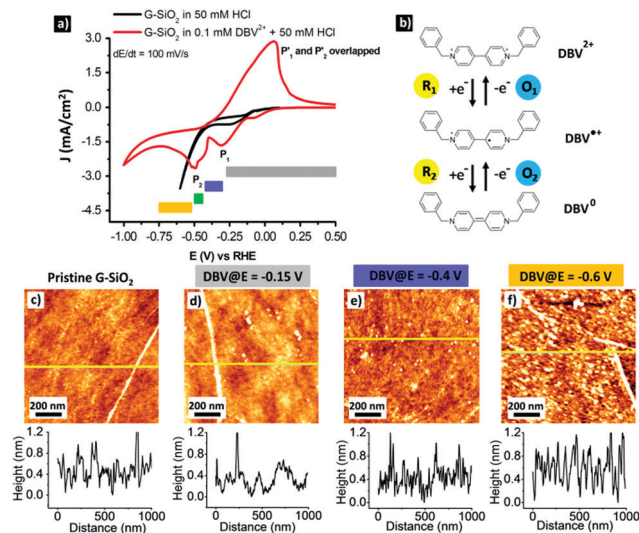 a)
G-SiO₂ in 50 mM HCl
G-SiO₂ in 0.1 mM DBV²⁺ + 50 mM HCl
dE/dt = 100 mV/s
P'₁ and P'₂ overlapped
J (mA/cm²)
3.0
1.5
0.0
-1.5
-3.0
-4.5
P₁
P₂
-1.00 -0.75 -0.50 -0.25 0.00 0.25 0.50
E (V) vs RHE
b)
DBV²⁺
R₁ +e⁻ -e⁻ O₁
DBV•⁺
R₂ +e⁻ -e⁻ O₂
DBV⁰
Pristine G-SiO₂
DBV@E = -0.15 V
DBV@E = -0.4 V
DBV@E = -0.6 V
c)
d)
e)
f)
200 nm
200 nm
200 nm
200 nm
Height (nm)
1.2
0.8
0.4
0.0
0 500 1000
Distance (nm)
Height (nm)
1.2
0.8
0.4
0.0
0 500 1000
Distance (nm)
Height (nm)
1.2
0.8
0.4
0.0
0 500 1000
Distance (nm)
Height (nm)
1.2
0.8
0.4
0.0
0 500 1000
Distance (nm)